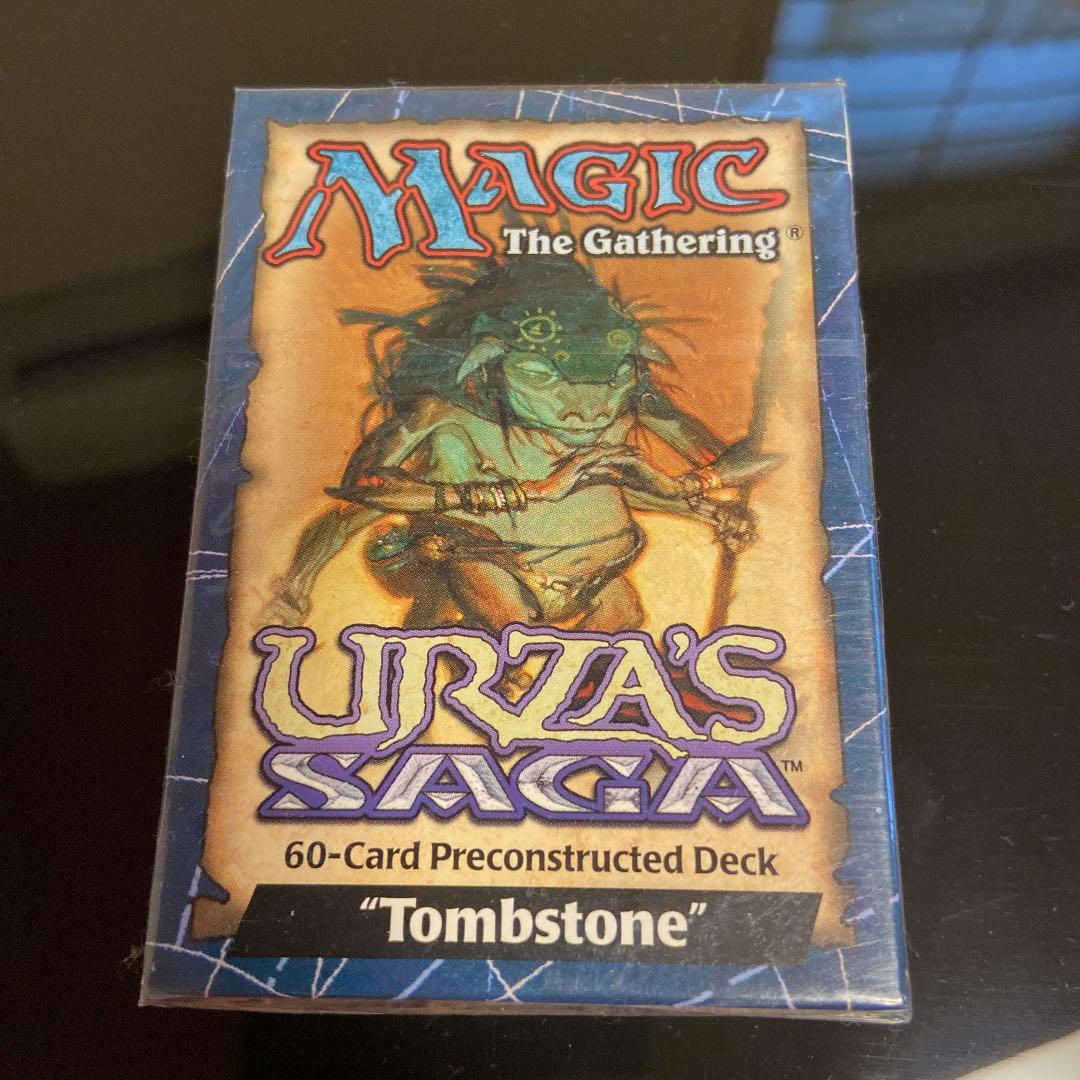 MAGIC
The Gathering®
URZA'S
SAGA™
60-Card Preconstructed Deck
"Tombstone"